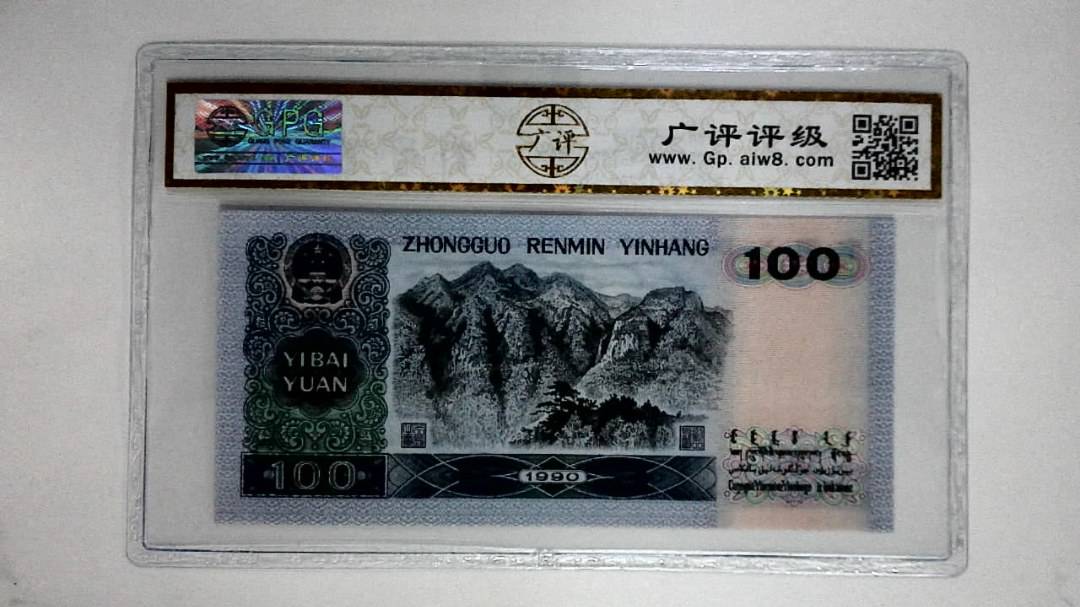 GPG
广评
广评评级
www. Gp. aiw8. com
ZHONGGUO RENMIN YINHANG
100
YIBAI
YUAN
100
1990